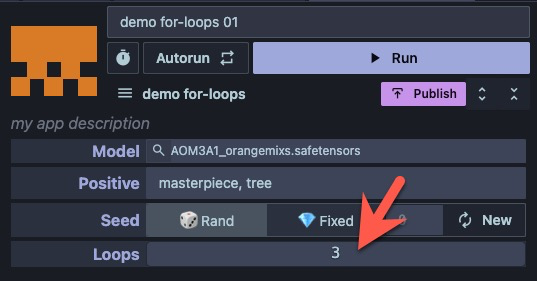 demo for-loops 01
Autorun Run
demo for-loops Publish
my app description
Model AOM3A1_orangemixs.safetensors
Positive masterpiece, tree
Seed Rand Fixed 0 New
Loops 3